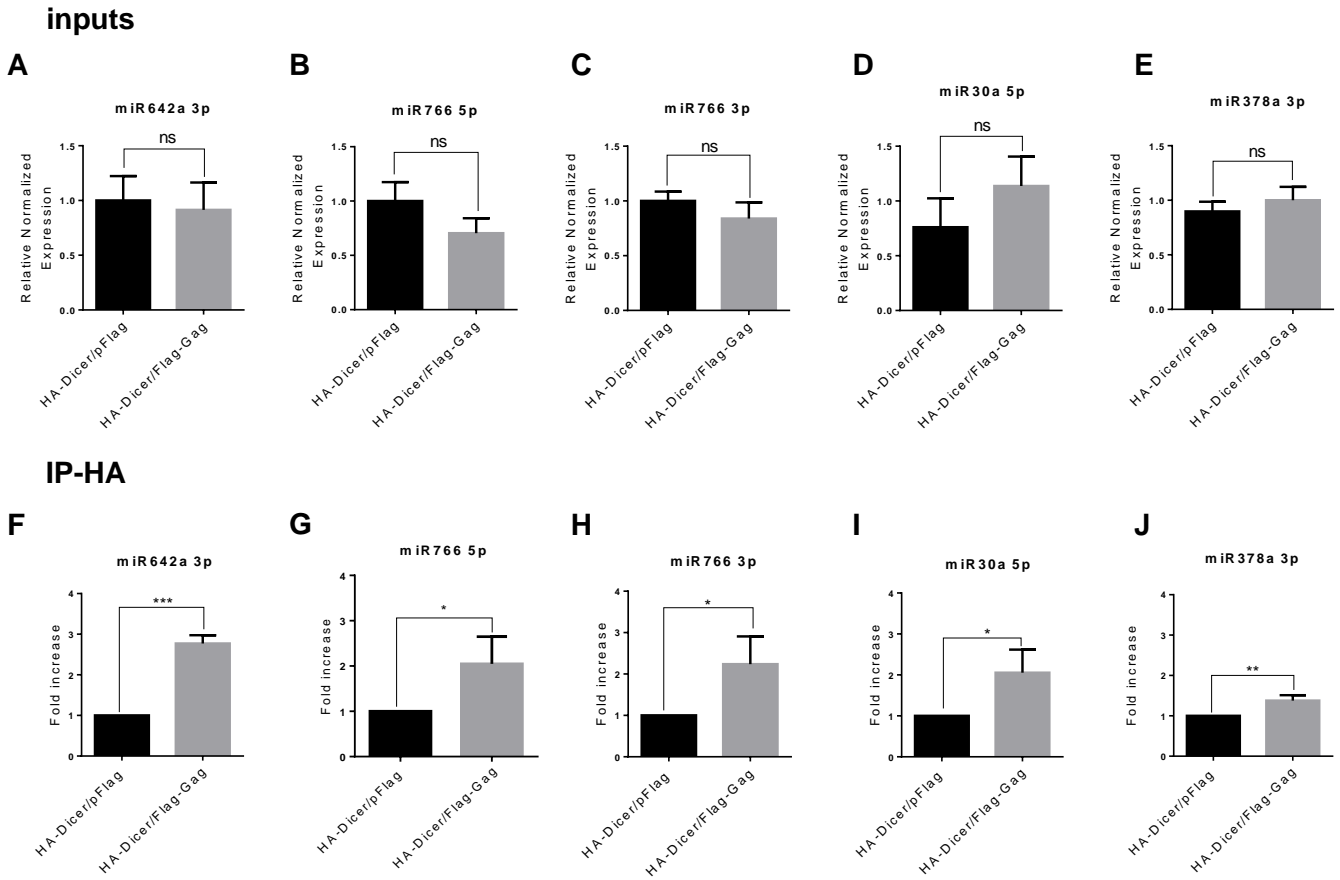 inputs
A
miR642a 3p
ns
Relative Normalized
Expression
1.5
1.0
0.5
0.0
HA-Dicer/pFlag
HA-Dicer/Flag-Gag
B
miR766 5p
ns
Relative Normalized
Expression
1.5
1.0
0.5
0.0
HA-Dicer/pFlag
HA-Dicer/Flag-Gag
C
miR766 3p
ns
Relative Normalized
Expression
1.5
1.0
0.5
0.0
HA-Dicer/pFlag
HA-Dicer/Flag-Gag
D
miR30a 5p
ns
Relative Normalized
Expression
1.5
1.0
0.5
0.0
HA-Dicer/pFlag
HA-Dicer/Flag-Gag
E
miR378a 3p
ns
Relative Normalized
Expression
1.5
1.0
0.5
0.0
HA-Dicer/pFlag
HA-Dicer/Flag-Gag
IP-HA
F
miR642a 3p
***
Fold increase
4
3
2
1
0
HA-Dicer/pFlag
HA-Dicer/Flag-Gag
G
miR766 5p
*
Fold increase
4
3
2
1
0
HA-Dicer/pFlag
HA-Dicer/Flag-Gag
H
miR766 3p
*
Fold increase
4
3
2
1
0
HA-Dicer/pFlag
HA-Dicer/Flag-Gag
I
miR30a 5p
*
Fold increase
4
3
2
1
0
HA-Dicer/pFlag
HA-Dicer/Flag-Gag
J
miR378a 3p
**
Fold increase
4
3
2
1
0
HA-Dicer/pFlag
HA-Dicer/Flag-Gag